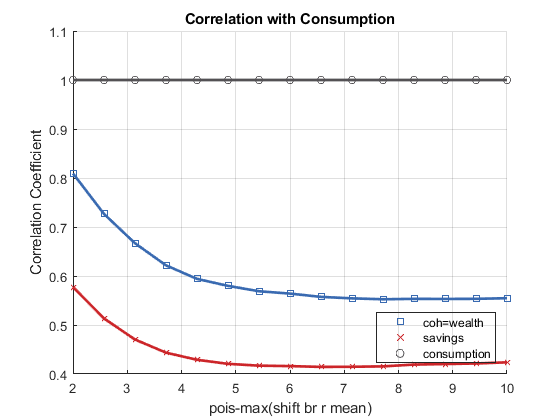 Correlation with Consumption
Correlation Coefficient
1.1
1
0.9
0.8
0.7
0.6
0.5
0.4
2 3 4 5 6 7 8 9 10
pois-max(shift br r mean)
coh=wealth
savings
consumption